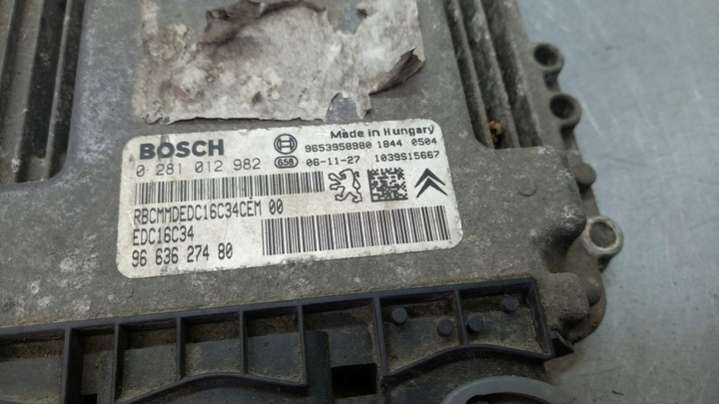 BOSCH
Made in Hungary
9653958980 1844 0504
0 281 012 982
658 06-11-27 1039S15667
RBCMMDEDC16C34CEM 00
EDC16C34
96 636 274 80